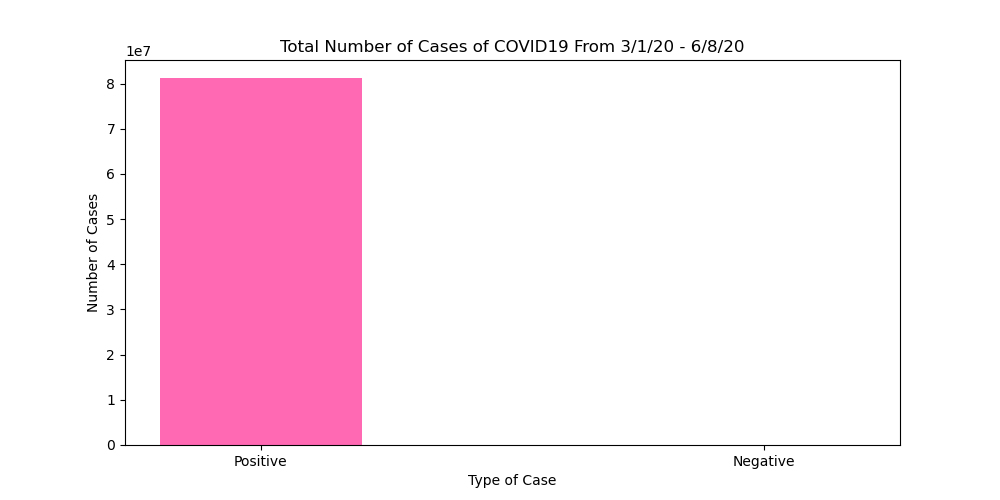 Total Number of Cases of COVID19 From 3/1/20 - 6/8/20
1e7
8
7
6
5
4
3
2
1
0
Number of Cases
Positive
Negative
Type of Case